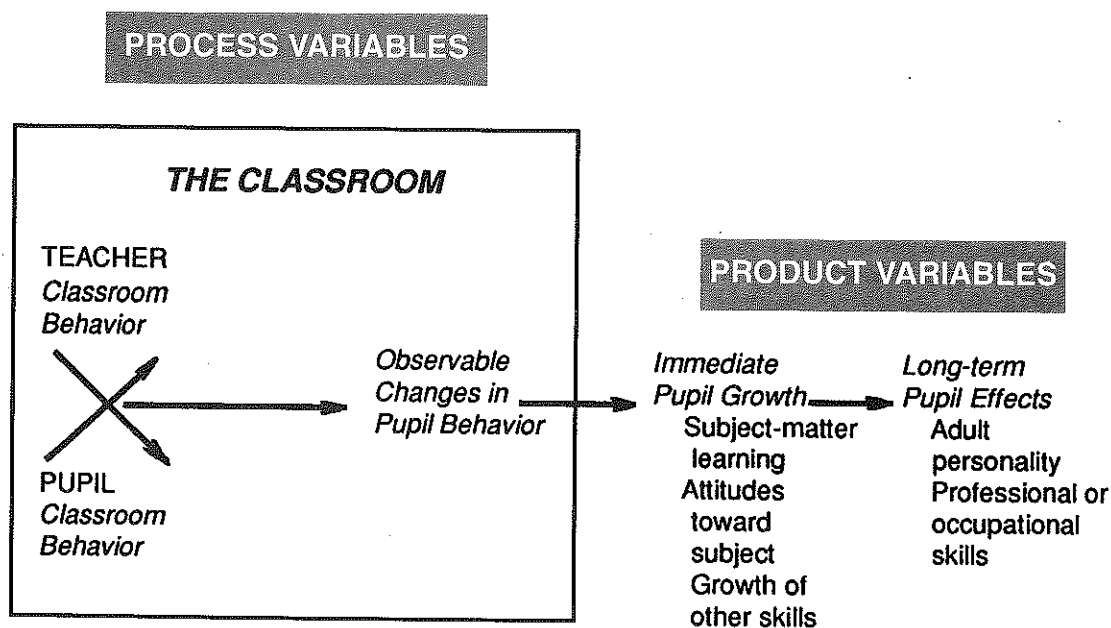 PROCESS VARIABLES
THE CLASSROOM
TEACHER
Classroom
Behavior
Observable
Changes in
Pupil Behavior
PUPIL
Classroom
Behavior
PRODUCT VARIABLES
Immediate
Pupil Growth
Subject-matter
learning
Attitudes
toward
subject
Growth of
other skills
Long-term
Pupil Effects
Adult
personality
Professional or
occupational
skills